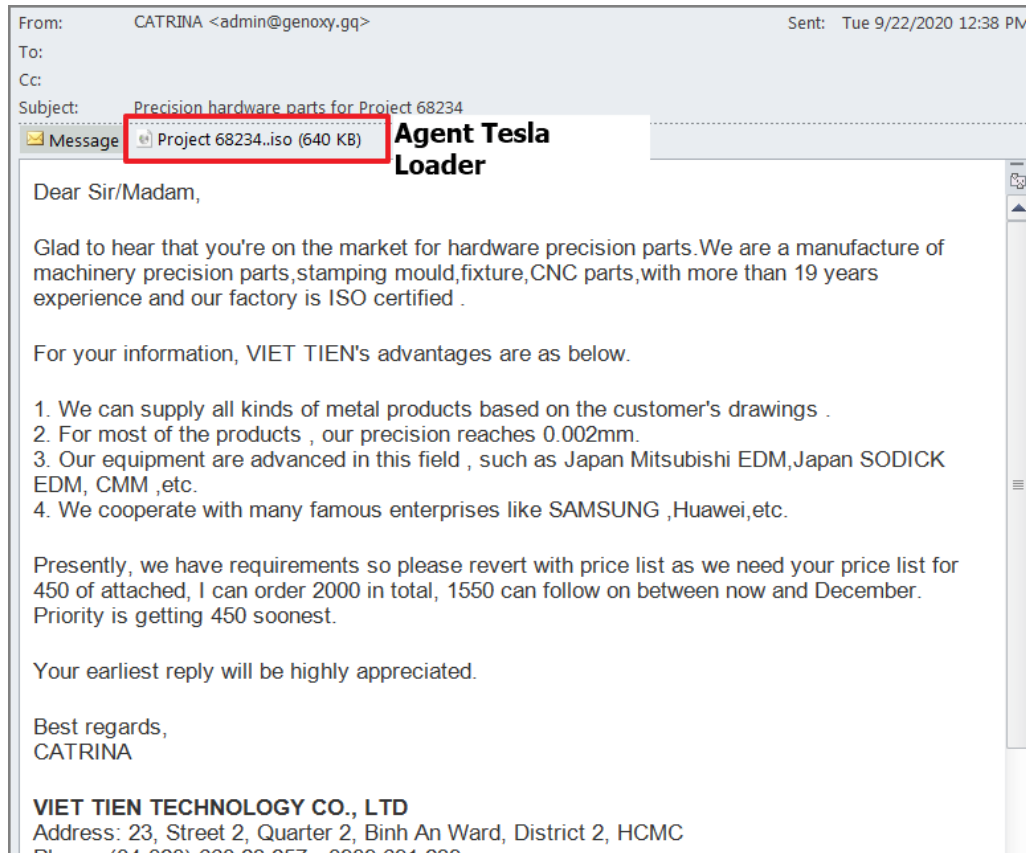 From: CATRINA <admin@genoxy.gq> Sent: Tue 9/22/2020 12:38 PM
To:
Cc:
Subject: Precision hardware parts for Project 68234
Message Project 68234..iso (640 KB) Agent Tesla
Loader
Dear Sir/Madam,
Glad to hear that you're on the market for hardware precision parts.We are a manufacture of
machinery precision parts,stamping mould,fixture,CNC parts,with more than 19 years
experience and our factory is ISO certified .
For your information, VIET TIEN's advantages are as below.
1. We can supply all kinds of metal products based on the customer's drawings .
2. For most of the products , our precision reaches 0.002mm.
3. Our equipment are advanced in this field , such as Japan Mitsubishi EDM,Japan SODICK
EDM, CMM ,etc.
4. We cooperate with many famous enterprises like SAMSUNG ,Huawei,etc.
Presently, we have requirements so please revert with price list as we need your price list for
450 of attached, I can order 2000 in total, 1550 can follow on between now and December.
Priority is getting 450 soonest.
Your earliest reply will be highly appreciated.
Best regards,
CATRINA
VIET TIEN TECHNOLOGY CO., LTD
Address: 23, Street 2, Quarter 2, Binh An Ward, District 2, HCMC